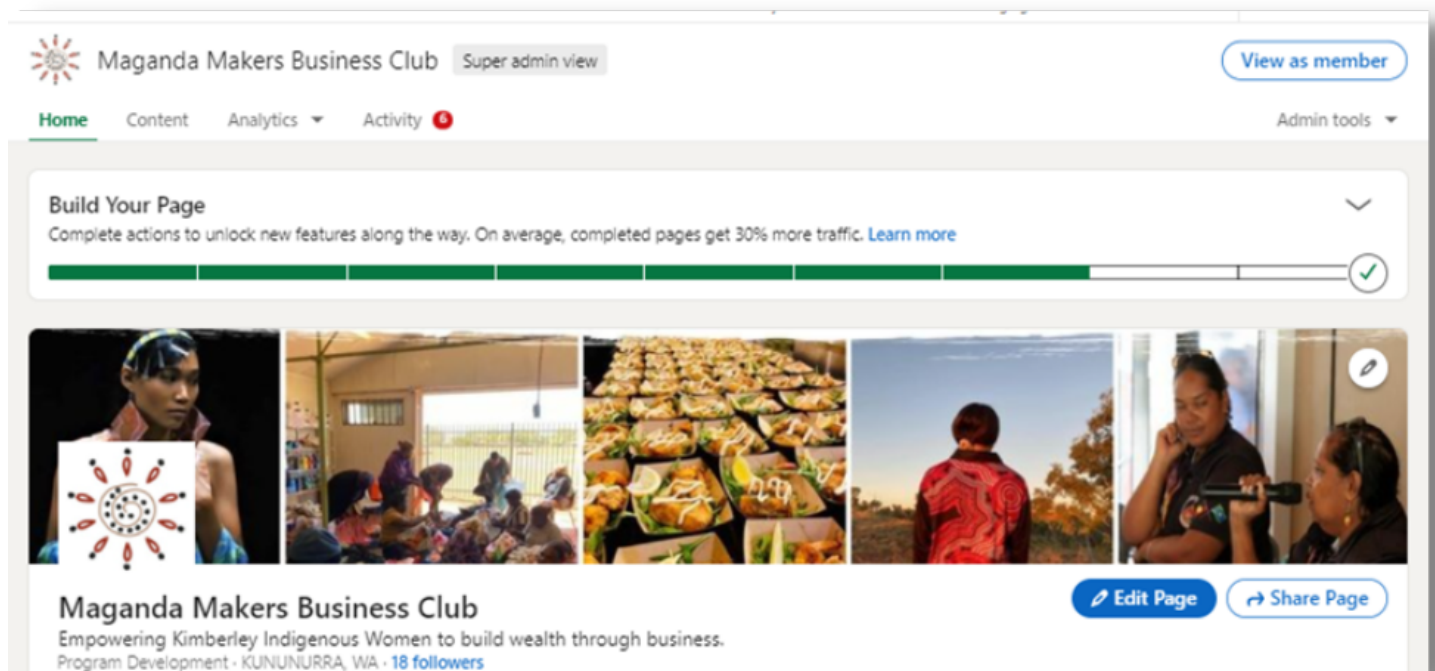 Maganda Makers Business Club Super admin view View as member
Home Content Analytics Activity 6 Admin tools
Build Your Page
Complete actions to unlock new features along the way. On average, completed pages get 30% more traffic. Learn more
Edit Page Share Page
Maganda Makers Business Club
Empowering Kimberley Indigenous Women to build wealth through business.
Program Development · KUNUNURRA, WA · 18 followers